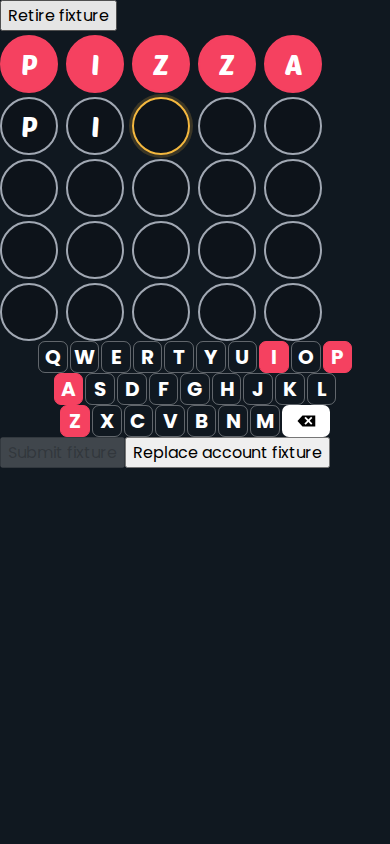 Retire fixture
P I Z Z A
P I
Q W E R T Y U I O P
A S D F G H J K L
Z X C V B N M
Submit fixture Replace account fixture